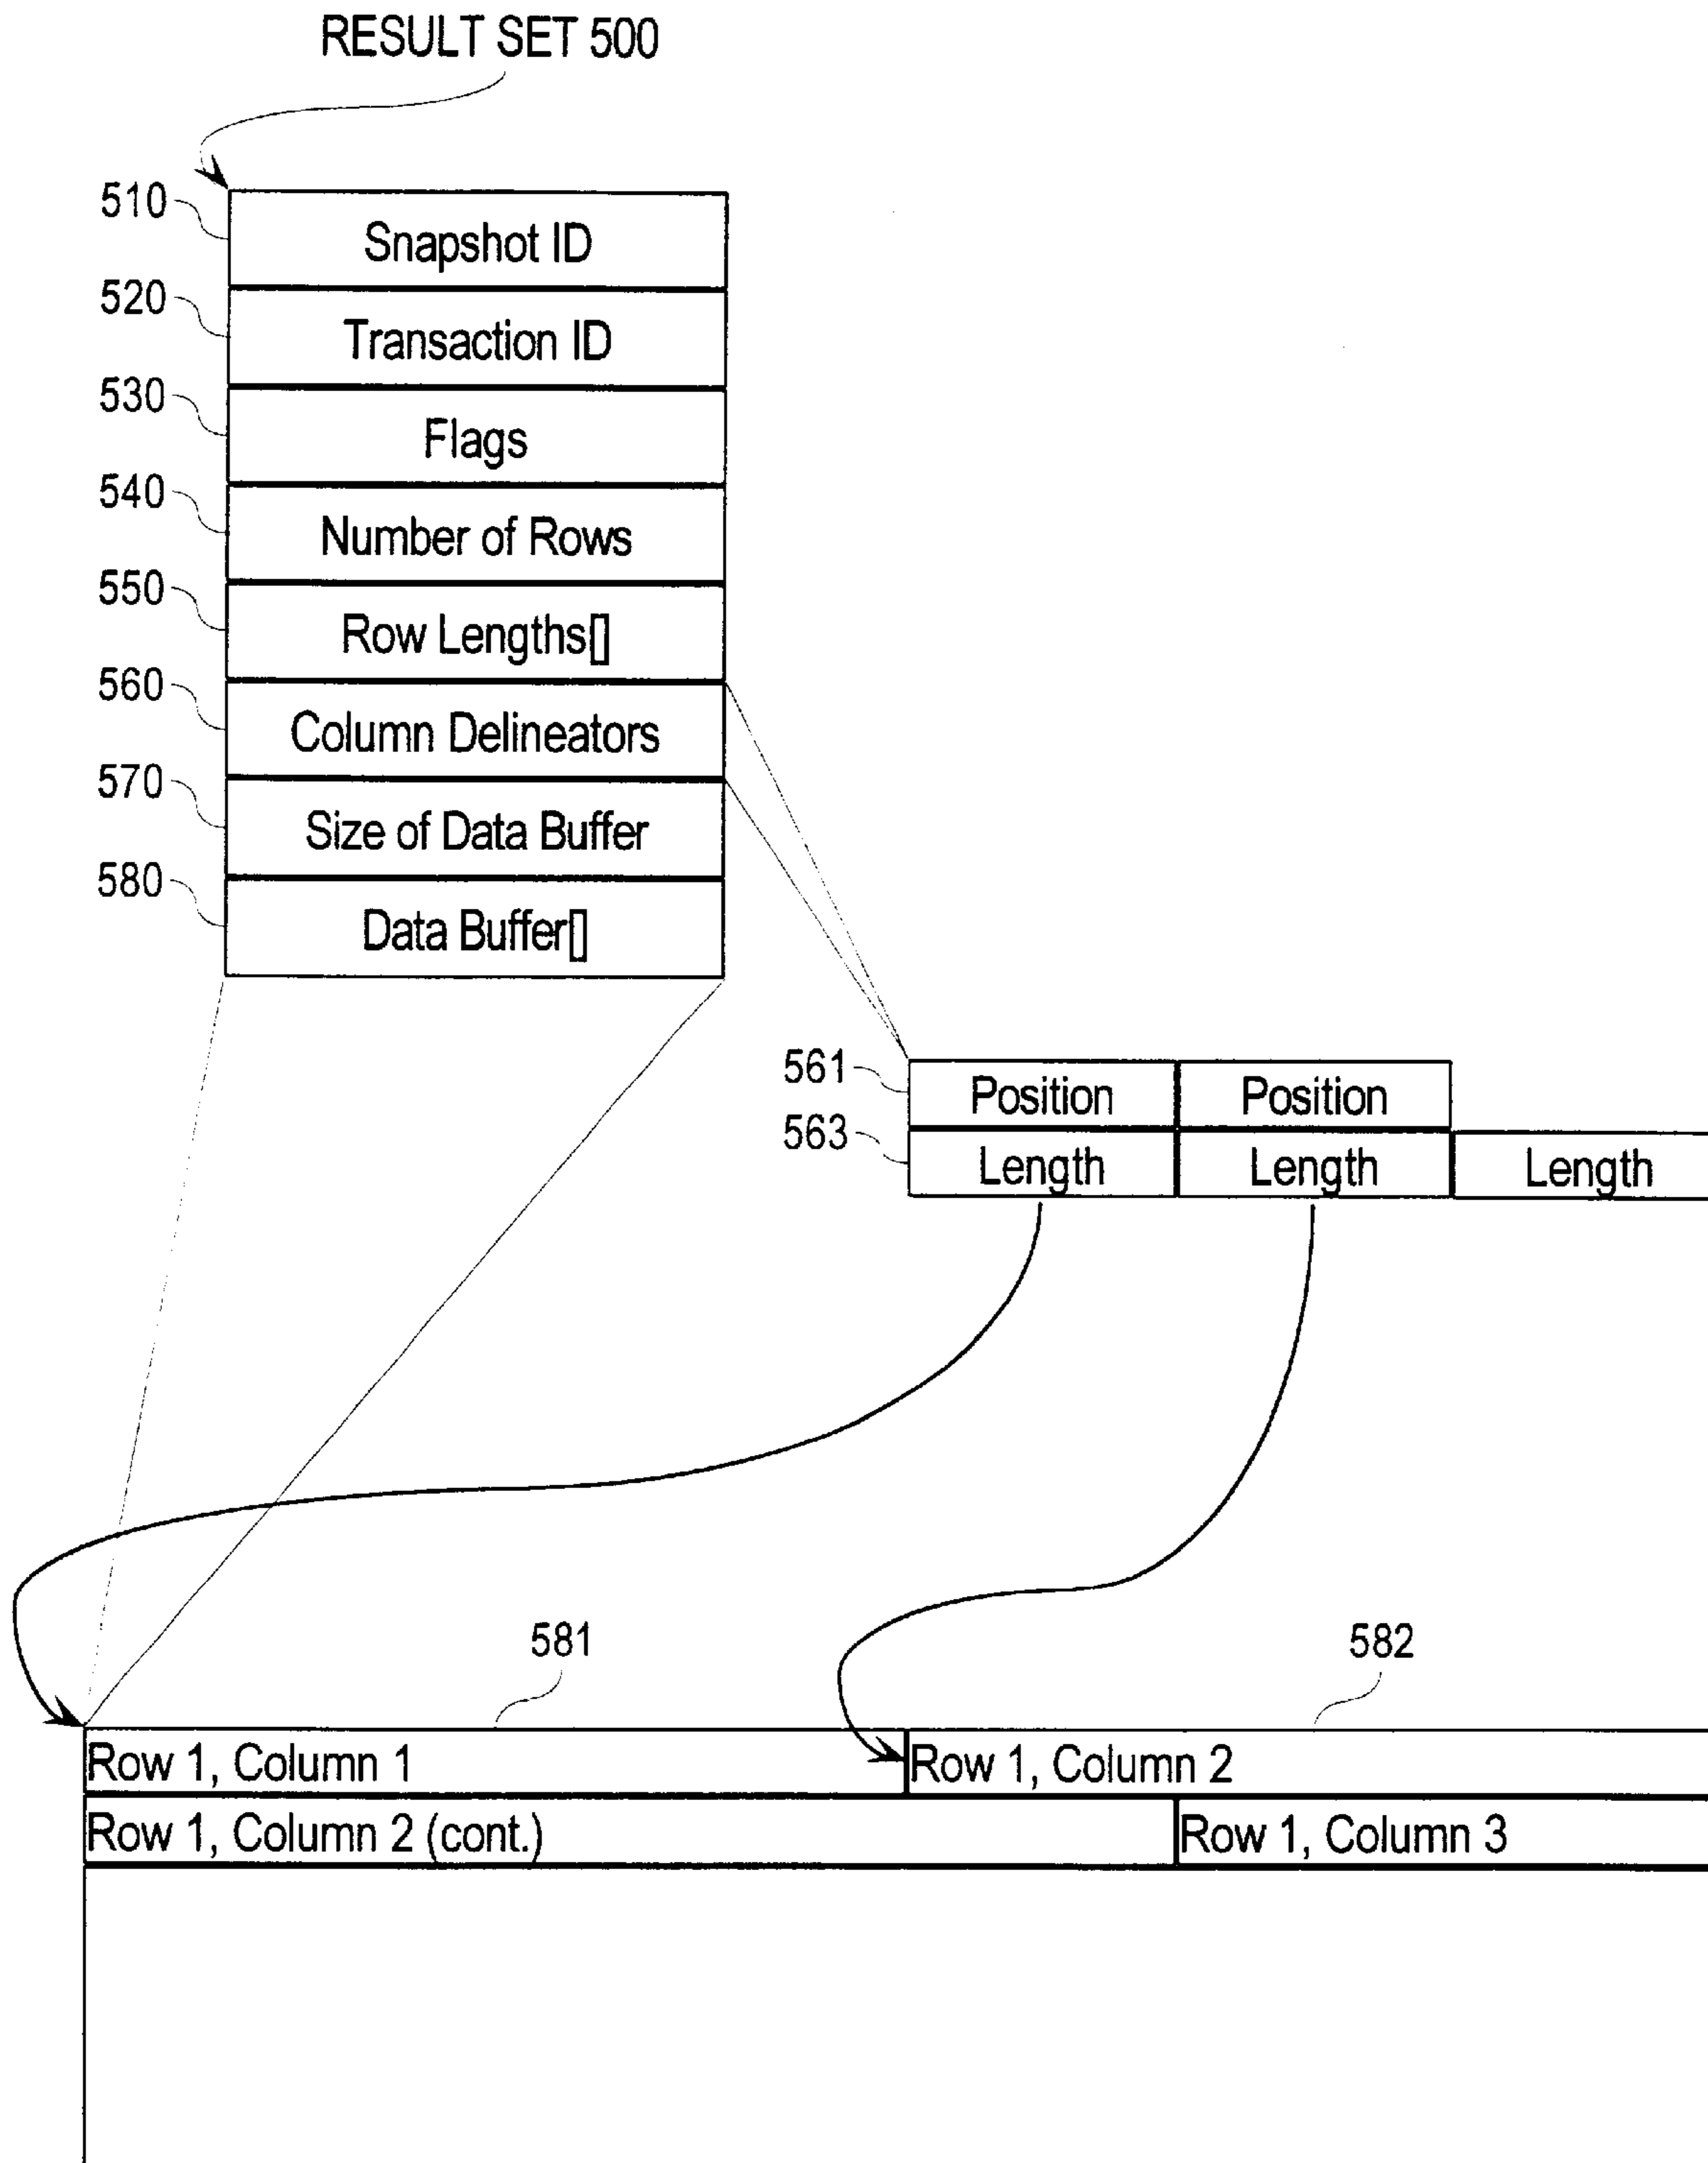 RESULT SET 500
510
Snapshot ID
520
Transaction ID
530
Flags
540
Number of Rows
550
Row Lengths[]
560
Column Delineators
570
Size of Data Buffer
580
Data Buffer[]
561
Position Position
563
Length Length Length
581 582
Row 1, Column 1 Row 1, Column 2
Row 1, Column 2 (cont.) Row 1, Column 3